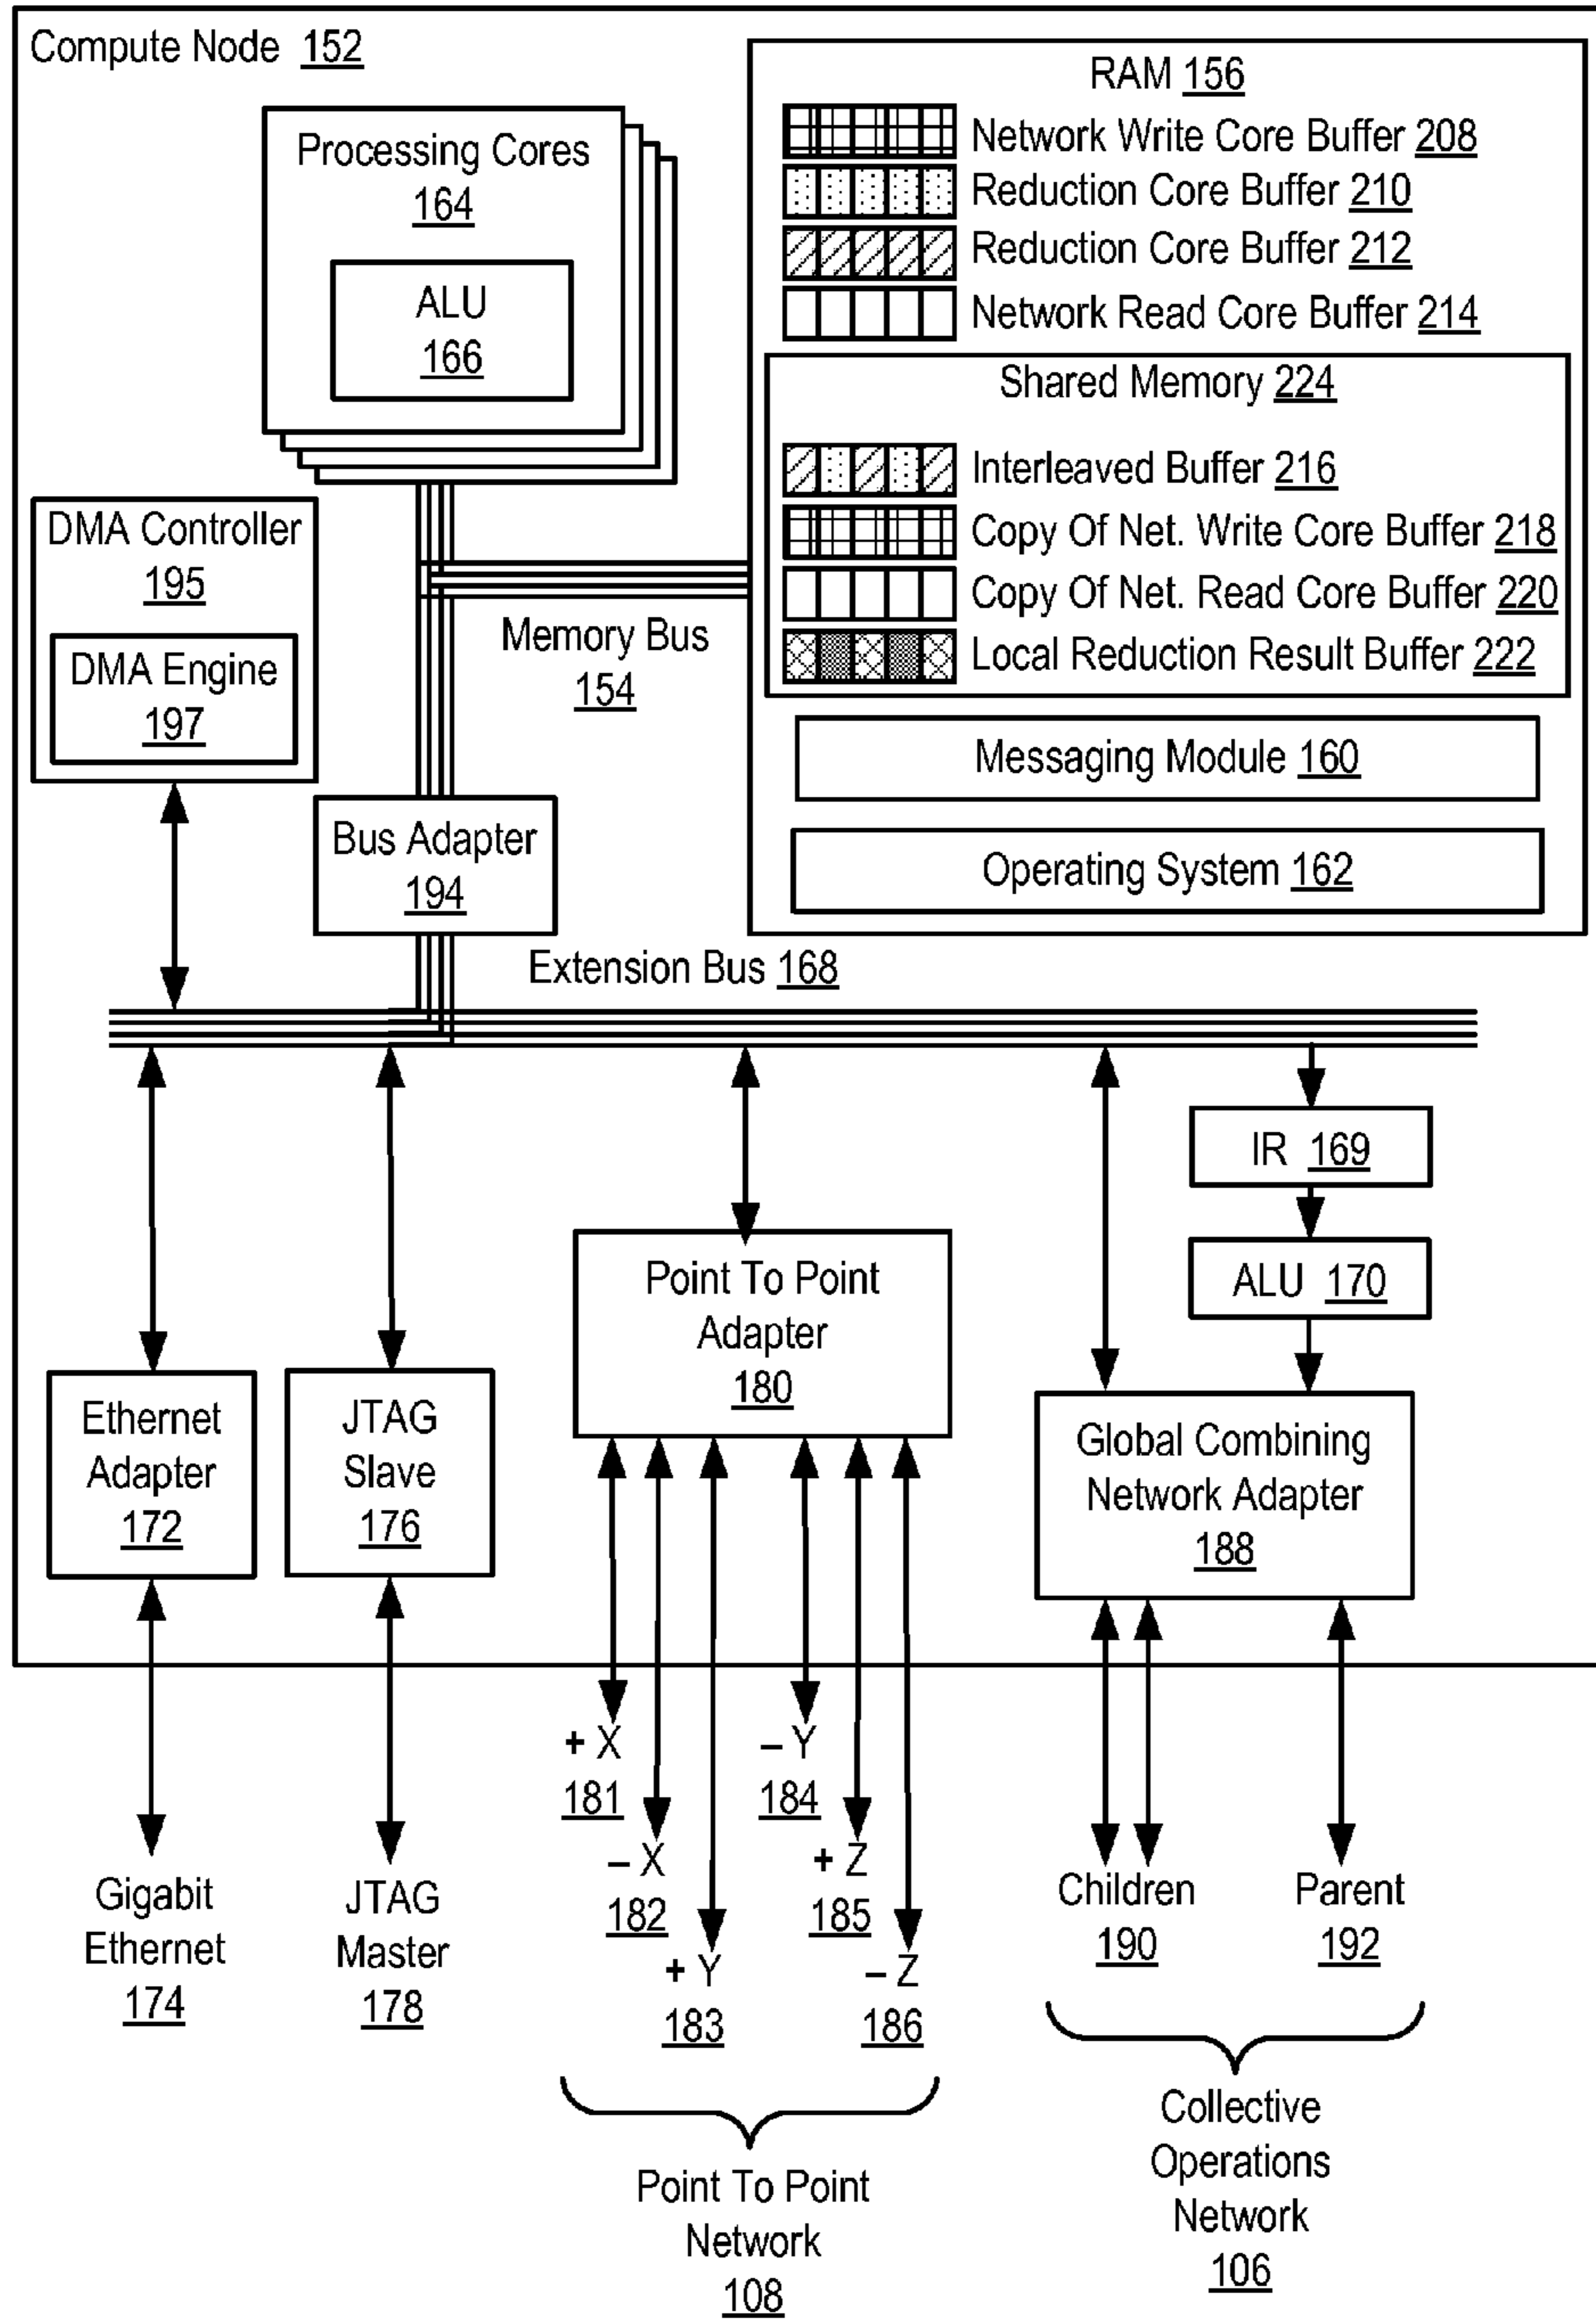 Compute Node 152
Processing Cores
164
ALU
166
RAM 156
Network Write Core Buffer 208
Reduction Core Buffer 210
Reduction Core Buffer 212
Network Read Core Buffer 214
Shared Memory 224
Interleaved Buffer 216
Copy Of Net. Write Core Buffer 218
Copy Of Net. Read Core Buffer 220
Local Reduction Result Buffer 222
Messaging Module 160
Operating System 162
DMA Controller
195
DMA Engine
197
Memory Bus
154
Bus Adapter
194
Extension Bus 168
IR 169
ALU 170
Point To Point
Adapter
180
Ethernet
Adapter
172
JTAG
Slave
176
Global Combining
Network Adapter
188
Gigabit
Ethernet
174
JTAG
Master
178
+ X
181
– X
182
+ Y
183
– Y
184
+ Z
185
– Z
186
Children
190
Parent
192
Point To Point
Network
108
Collective
Operations
Network
106